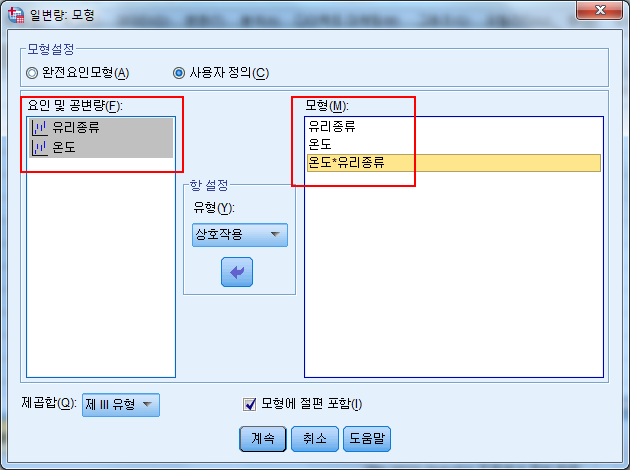 일변량: 모형
모형설정
완전요인모형(A)
사용자 정의(C)
요인 및 공변량(F):
유리종류
온도
모형(M):
유리종류
온도
온도*유리종류
항 설정
유형(Y):
상호작용
제곱합(Q):
제 III 유형
모형에 절편 포함(I)
계속
취소
도움말